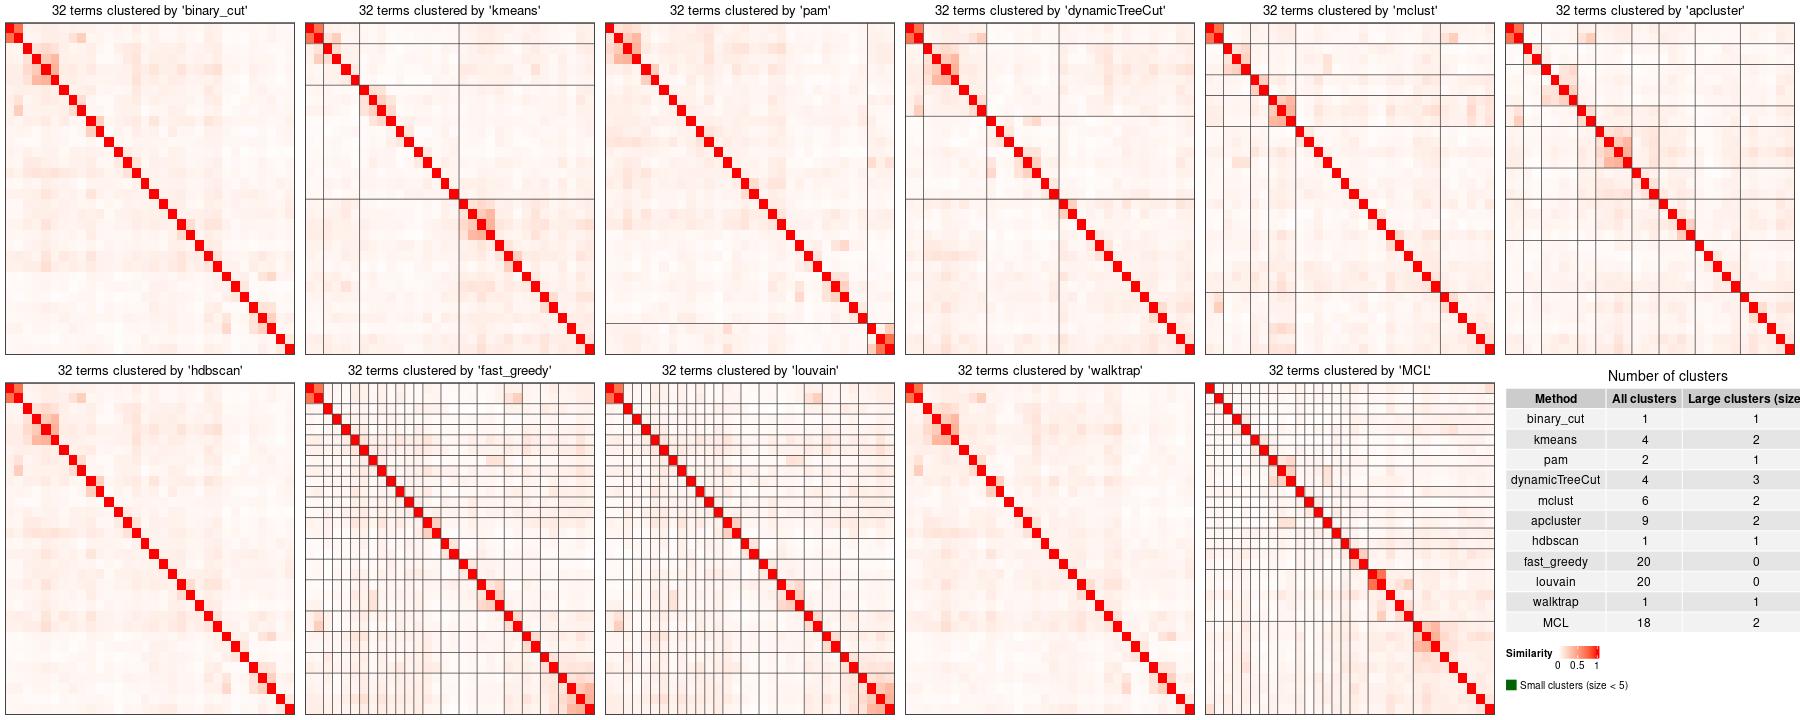 32 terms clustered by 'binary_cut'
32 terms clustered by 'kmeans'
32 terms clustered by 'pam'
32 terms clustered by 'dynamicTreeCut'
32 terms clustered by 'mclust'
32 terms clustered by 'apcluster'
32 terms clustered by 'hdbscan'
32 terms clustered by 'fast_greedy'
32 terms clustered by 'louvain'
32 terms clustered by 'walktrap'
32 terms clustered by 'MCL'
Number of clusters
Method All clusters Large clusters (size
binary_cut 1 1
kmeans 4 2
pam 2 1
dynamicTreeCut 4 3
mclust 6 2
apcluster 9 2
hdbscan 1 1
fast_greedy 20 0
louvain 20 0
walktrap 1 1
MCL 18 2
Similarity
0 0.5 1
Small clusters (size < 5)